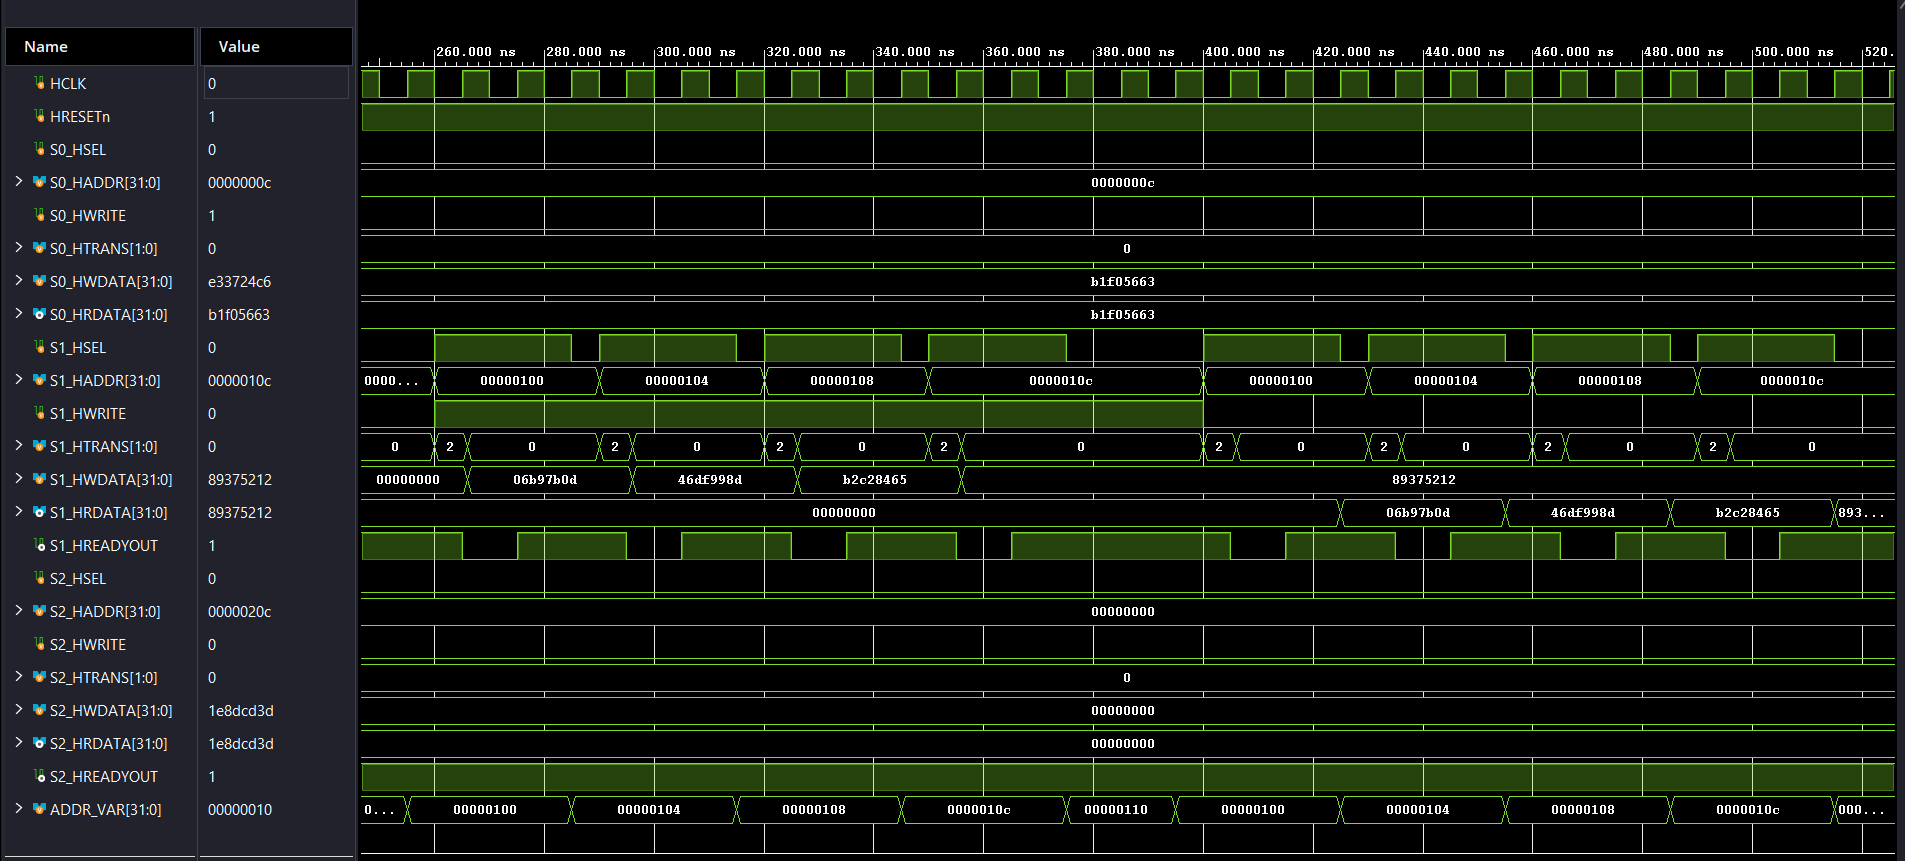 Name Value
260.000 ns 280.000 ns 300.000 ns 320.000 ns 340.000 ns 360.000 ns 380.000 ns 400.000 ns 420.000 ns 440.000 ns 460.000 ns 480.000 ns 500.000 ns 520.
HCLK 0
HRESETn 1
S0_HSEL 0
S0_HADDR[31:0] 0000000c 0000000c
S0_HWRITE 1
S0_HTRANS[1:0] 0 0
S0_HWDATA[31:0] e33724c6 b1f05663
S0_HRDATA[31:0] b1f05663 b1f05663
S1_HSEL 0
S1_HADDR[31:0] 0000010c 0000... 00000100 00000104 00000108 0000010c 00000100 00000104 00000108 0000010c
S1_HWRITE 0
S1_HTRANS[1:0] 0 0 2 0 2 0 2 0 2 0 2 0 2 0 2 0 2 0
S1_HWDATA[31:0] 89375212 00000000 06b97b0d 46df998d b2c28465 89375212
S1_HRDATA[31:0] 89375212 00000000 06b97b0d 46df998d b2c28465 893...
S1_HREADYOUT 1
S2_HSEL 0
S2_HADDR[31:0] 0000020c 00000000
S2_HWRITE 0
S2_HTRANS[1:0] 0 0
S2_HWDATA[31:0] 1e8dcd3d 00000000
S2_HRDATA[31:0] 1e8dcd3d 00000000
S2_HREADYOUT 1
ADDR_VAR[31:0] 00000010 0... 00000100 00000104 00000108 0000010c 00000110 00000100 00000104 00000108 0000010c 000...